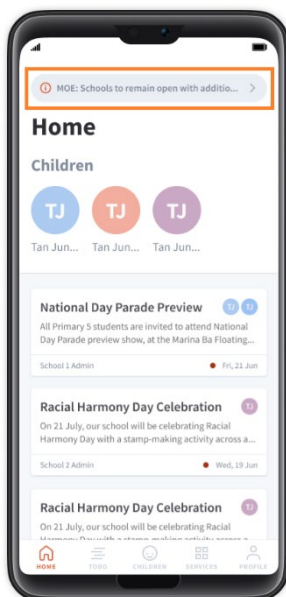 MOE: Schools to remain open with additio...
Home
Children
TJ TJ TJ
Tan Jun... Tan Jun... Tan Jun...
National Day Parade Preview TJ TJ
All Primary 5 students are invited to attend National
Day Parade preview show, at the Marina Ba Floating...
School 1 Admin Fri, 21 Jun
Racial Harmony Day Celebration TJ
On 21 July, our school will be celebrating Racial
Harmony Day with a stamp-making activity across a...
School 2 Admin Wed, 19 Jun
Racial Harmony Day Celebration TJ
On 21 July, our school will be celebrating Racial
Harmony Day with a stamp-making activity across a
HOME TODO CHILDREN SERVICES PROFILE